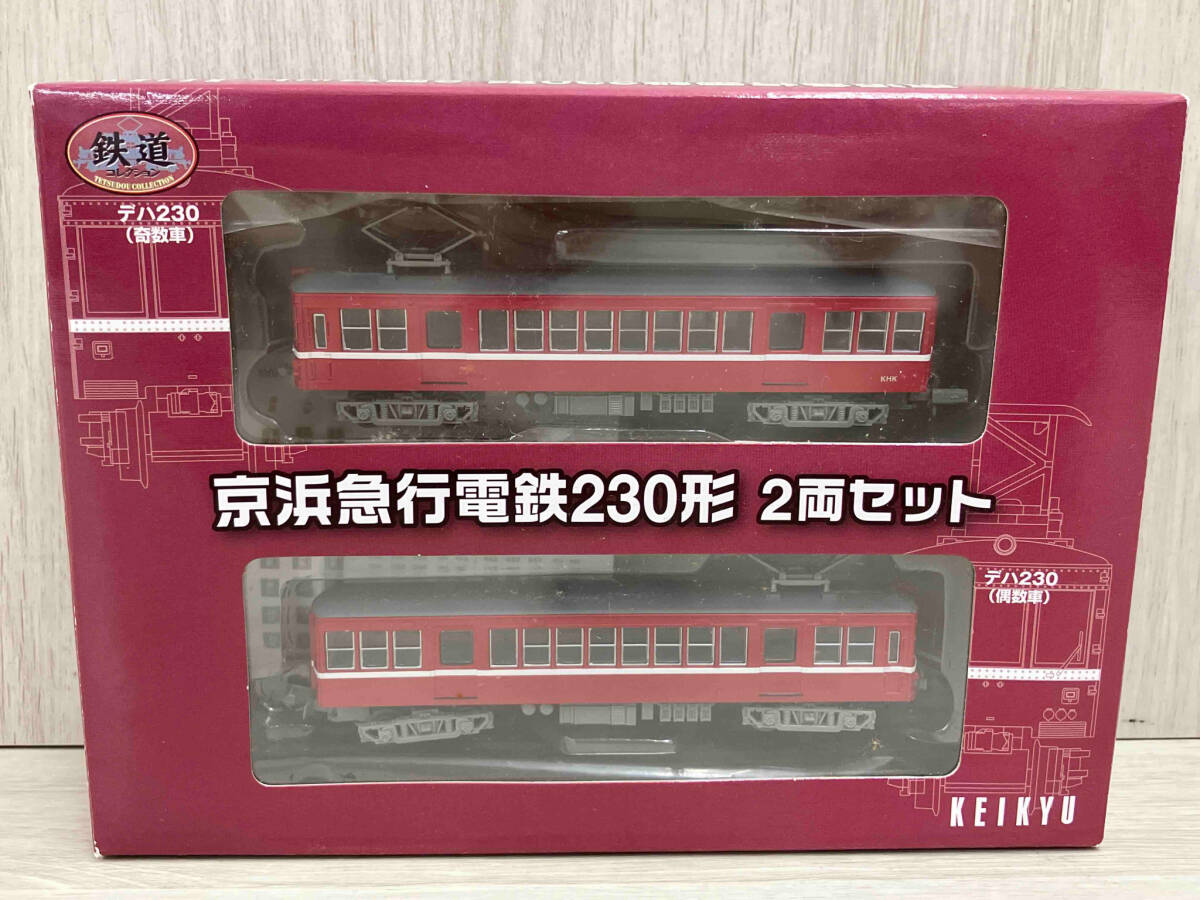 鉄道
コレクション
TETSUDOU COLLECTION
デハ230
(奇数車)
KHK
京浜急行電鉄230形 2両セット
デハ230
(偶数車)
KEIKYU